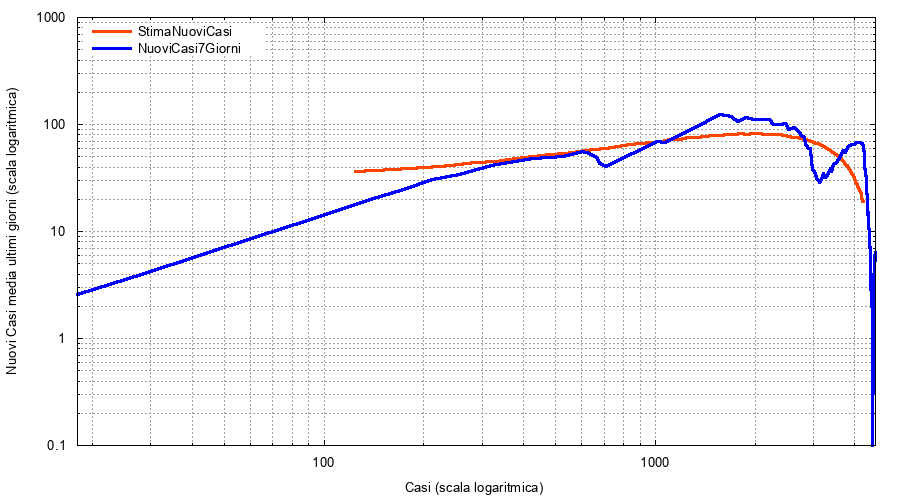 1000
100
10
1
0.1
Nuovi Casi media ultimi giorni (scala logaritmica)
StimaNuoviCasi
NuoviCasi7Giorni
100 1000
Casi (scala logaritmica)